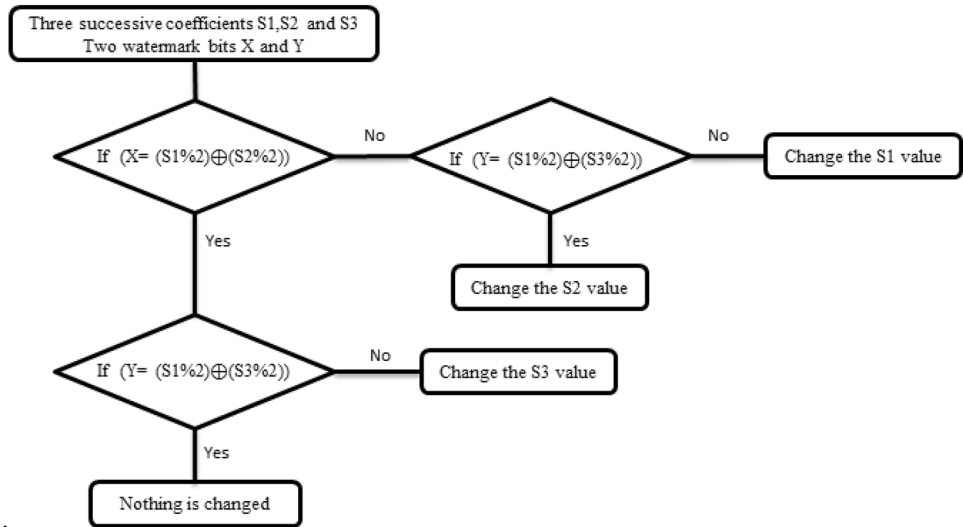 Three successive coefficients S1,S2 and S3
Two watermark bits X and Y
If (X= (S1%2)⊕(S2%2))
No
If (Y= (S1%2)⊕(S3%2))
No
Change the S1 value
Yes
Yes
Change the S2 value
If (Y= (S1%2)⊕(S3%2))
No
Change the S3 value
Yes
Nothing is changed
.